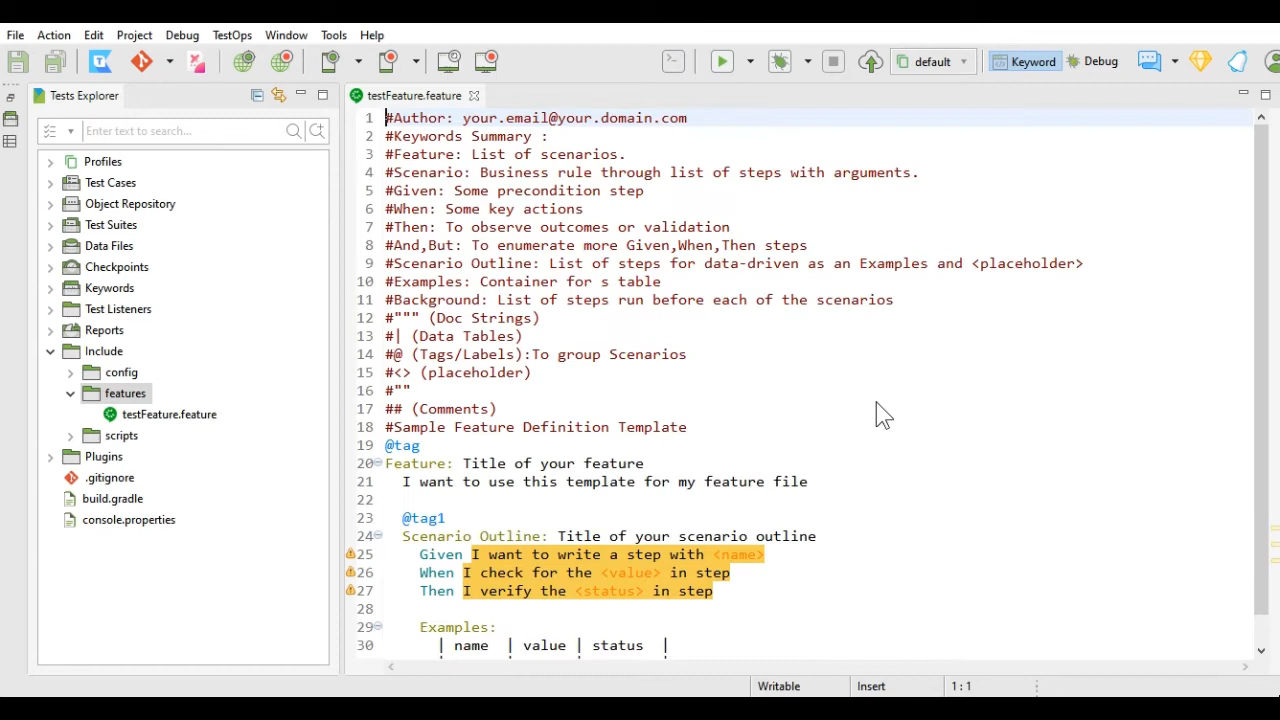 File Action Edit Project Debug TestOps Window Tools Help
default Keyword Debug
Tests Explorer
Enter text to search...
Profiles
Test Cases
Object Repository
Test Suites
Data Files
Checkpoints
Keywords
Test Listeners
Reports
Include
config
features
testFeature.feature
scripts
Plugins
.gitignore
build.gradle
console.properties
testFeature.feature
1 #Author: your.email@your.domain.com
2 #Keywords Summary :
3 #Feature: List of scenarios.
4 #Scenario: Business rule through list of steps with arguments.
5 #Given: Some precondition step
6 #When: Some key actions
7 #Then: To observe outcomes or validation
8 #And,But: To enumerate more Given,When,Then steps
9 #Scenario Outline: List of steps for data-driven as an Examples and <placeholder>
10 #Examples: Container for s table
11 #Background: List of steps run before each of the scenarios
12 #""" (Doc Strings)
13 #| (Data Tables)
14 #@ (Tags/Labels):To group Scenarios
15 #<> (placeholder)
16 #""
17 ## (Comments)
18 #Sample Feature Definition Template
19 @tag
20 Feature: Title of your feature
21 I want to use this template for my feature file
22
23 @tag1
24 Scenario Outline: Title of your scenario outline
25 Given I want to write a step with <name>
26 When I check for the <value> in step
27 Then I verify the <status> in step
28
29 Examples:
30 | name | value | status |
Writable Insert 1 : 1